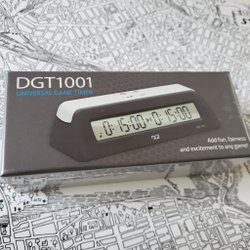 DGT1001
UNIVERSAL GAME TIMER
0:15:00 0:15:00
DGT
Add fun, fairness
and excitement to any game!